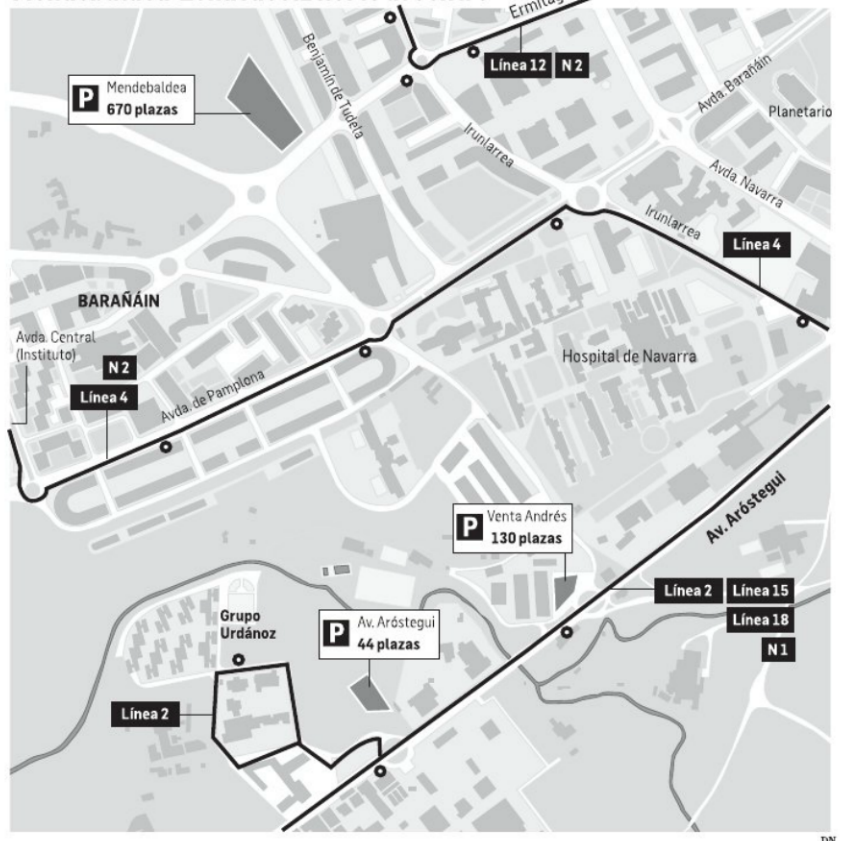 Ermitag
Línea 12
N 2
Benjamín de Tudela
P
Mendebaldea
670 plazas
Avda. Barañáin
Planetario
Irunlarrea
Avda. Navarra
Irunlarrea
Línea 4
BARAÑÁIN
Avda. Central
(Instituto)
N 2
Línea 4
Avda. de Pamplona
Hospital de Navarra
P
Venta Andrés
130 plazas
Av. Aróstegui
Línea 2
Línea 15
Línea 18
N 1
Grupo
Urdánoz
P
Av. Aróstegui
44 plazas
Línea 2
DN